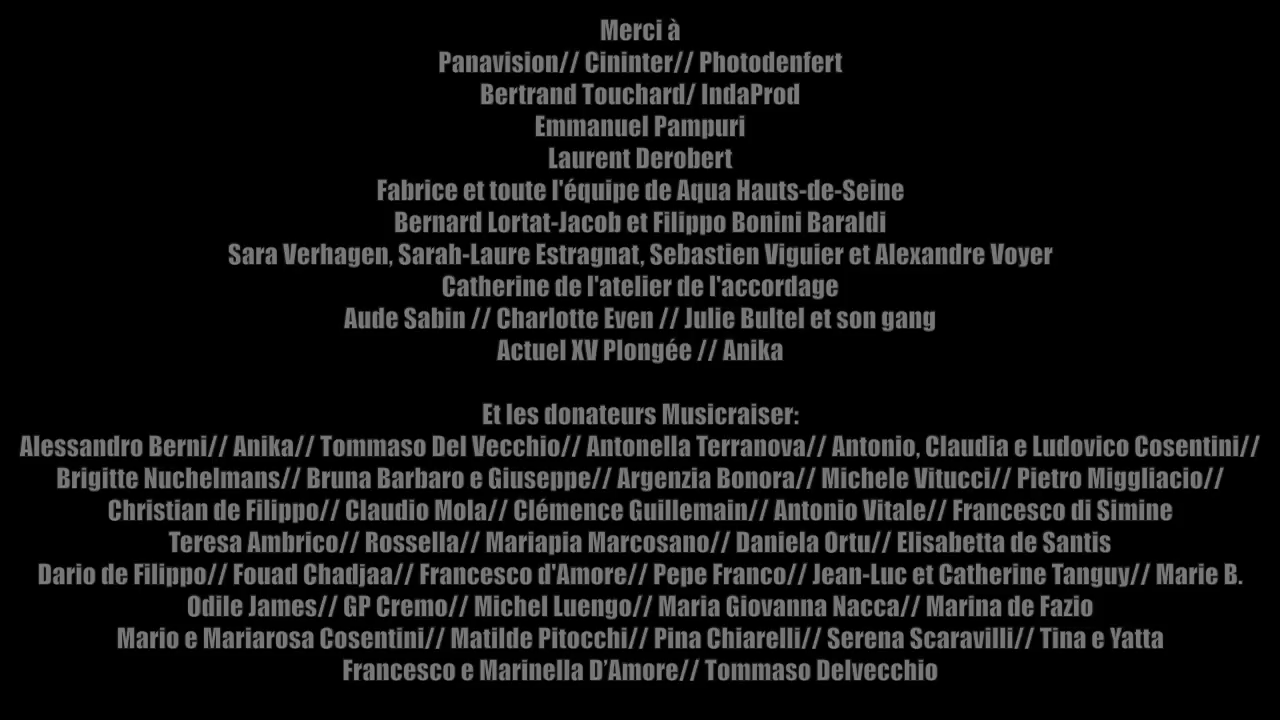 Merci à
Panavision// Cininter// Photodenfert
Bertrand Touchard/ IndaProd
Emmanuel Pampuri
Laurent Derobert
Fabrice et toute l'équipe de Aqua Hauts-de-Seine
Bernard Lortat-Jacob et Filippo Bonini Baraldi
Sara Verhagen, Sarah-Laure Estragnat, Sebastien Viguier et Alexandre Voyer
Catherine de l'atelier de l'accordage
Aude Sabin // Charlotte Even // Julie Bultel et son gang
Actuel XV Plongée // Anika
Et les donateurs Musicraiser:
Alessandro Berni// Anika// Tommaso Del Vecchio// Antonella Terranova// Antonio, Claudia e Ludovico Cosentini//
Brigitte Nuchelmans// Bruna Barbaro e Giuseppe// Argenzia Bonora// Michele Vitucci// Pietro Miggliacio//
Christian de Filippo// Claudio Mola// Clémence Guillemain// Antonio Vitale// Francesco di Simine
Teresa Ambrico// Rossella// Mariapia Marcosano// Daniela Ortu// Elisabetta de Santis
Dario de Filippo// Fouad Chadjaa// Francesco d'Amore// Pepe Franco// Jean-Luc et Catherine Tanguy// Marie B.
Odile James// GP Cremo// Michel Luengo// Maria Giovanna Nacca// Marina de Fazio
Mario e Mariarosa Cosentini// Matilde Pitocchi// Pina Chiarelli// Serena Scaravilli// Tina e Yatta
Francesco e Marinella D’Amore// Tommaso Delvecchio